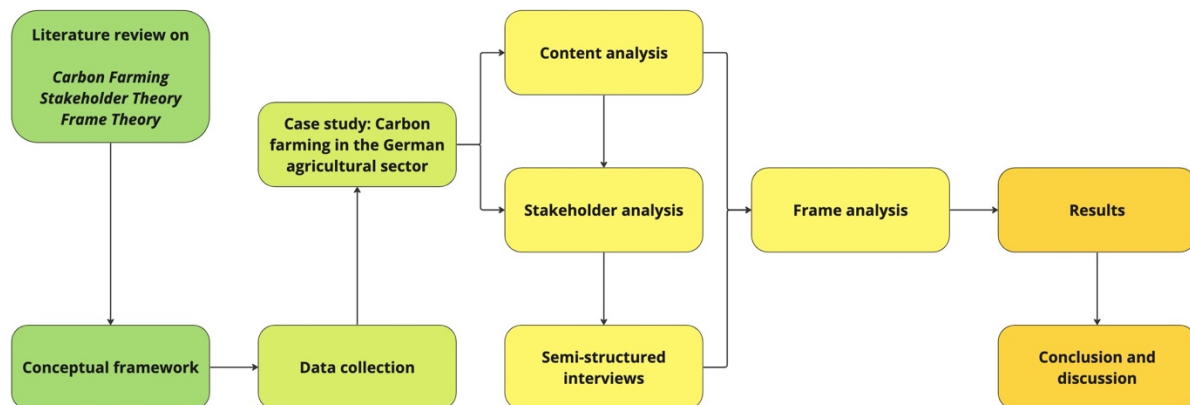 Literature review on
Carbon Farming
Stakeholder Theory
Frame Theory
Conceptual framework
Data collection
Case study: Carbon
farming in the German
agricultural sector
Content analysis
Stakeholder analysis
Semi-structured
interviews
Frame analysis
Results
Conclusion and
discussion